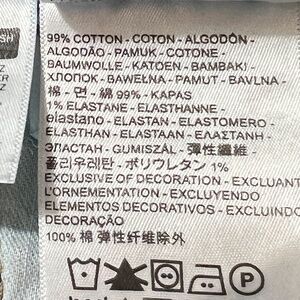 99% COTTON - COTON - ALGODÓN -
ALGODÃO - PAMUK - COTONE -
BAUMWOLLE - KATOEN - BAMBAKI -
ХЛОПОК - BAWEŁNA - PAMUT - BAVLNA -
棉 - 면 - 綿 99% - KAPAS
1% ELASTANE - ELASTHANNE -
elastano - ELASTAN - ELASTOMERO -
ELASTHAN - ELASTAAN - ΕΛΑΣΤΑΝΗ -
ЭЛАСТАН - GUMISZÁL - 彈性纖維 -
폴리우레탄 - ポリウレタン 1%
EXCLUSIVE OF DECORATION - EXCLUANT
L'ORNEMENTATION - EXCLUYENDO
ELEMENTOS DECORATIVOS - EXCLUINDO
DECORAÇÃO
100% 棉 弹性纤维除外
P